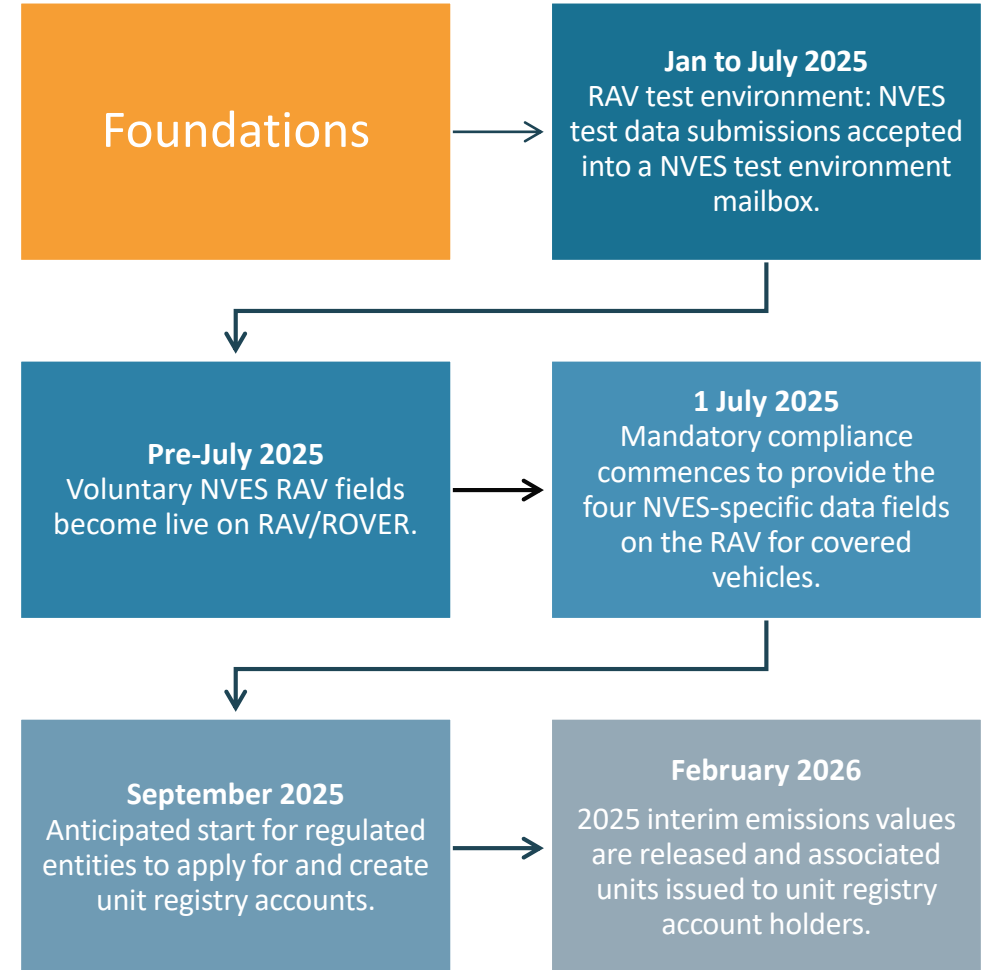 Foundations
Jan to July 2025
RAV test environment: NVES
test data submissions accepted
into a NVES test environment
mailbox.
Pre-July 2025
Voluntary NVES RAV fields
become live on RAV/ROVER.
1 July 2025
Mandatory compliance
commences to provide the
four NVES-specific data fields
on the RAV for covered
vehicles.
September 2025
Anticipated start for regulated
entities to apply for and create
unit registry accounts.
February 2026
2025 interim emissions values
are released and associated
units issued to unit registry
account holders.